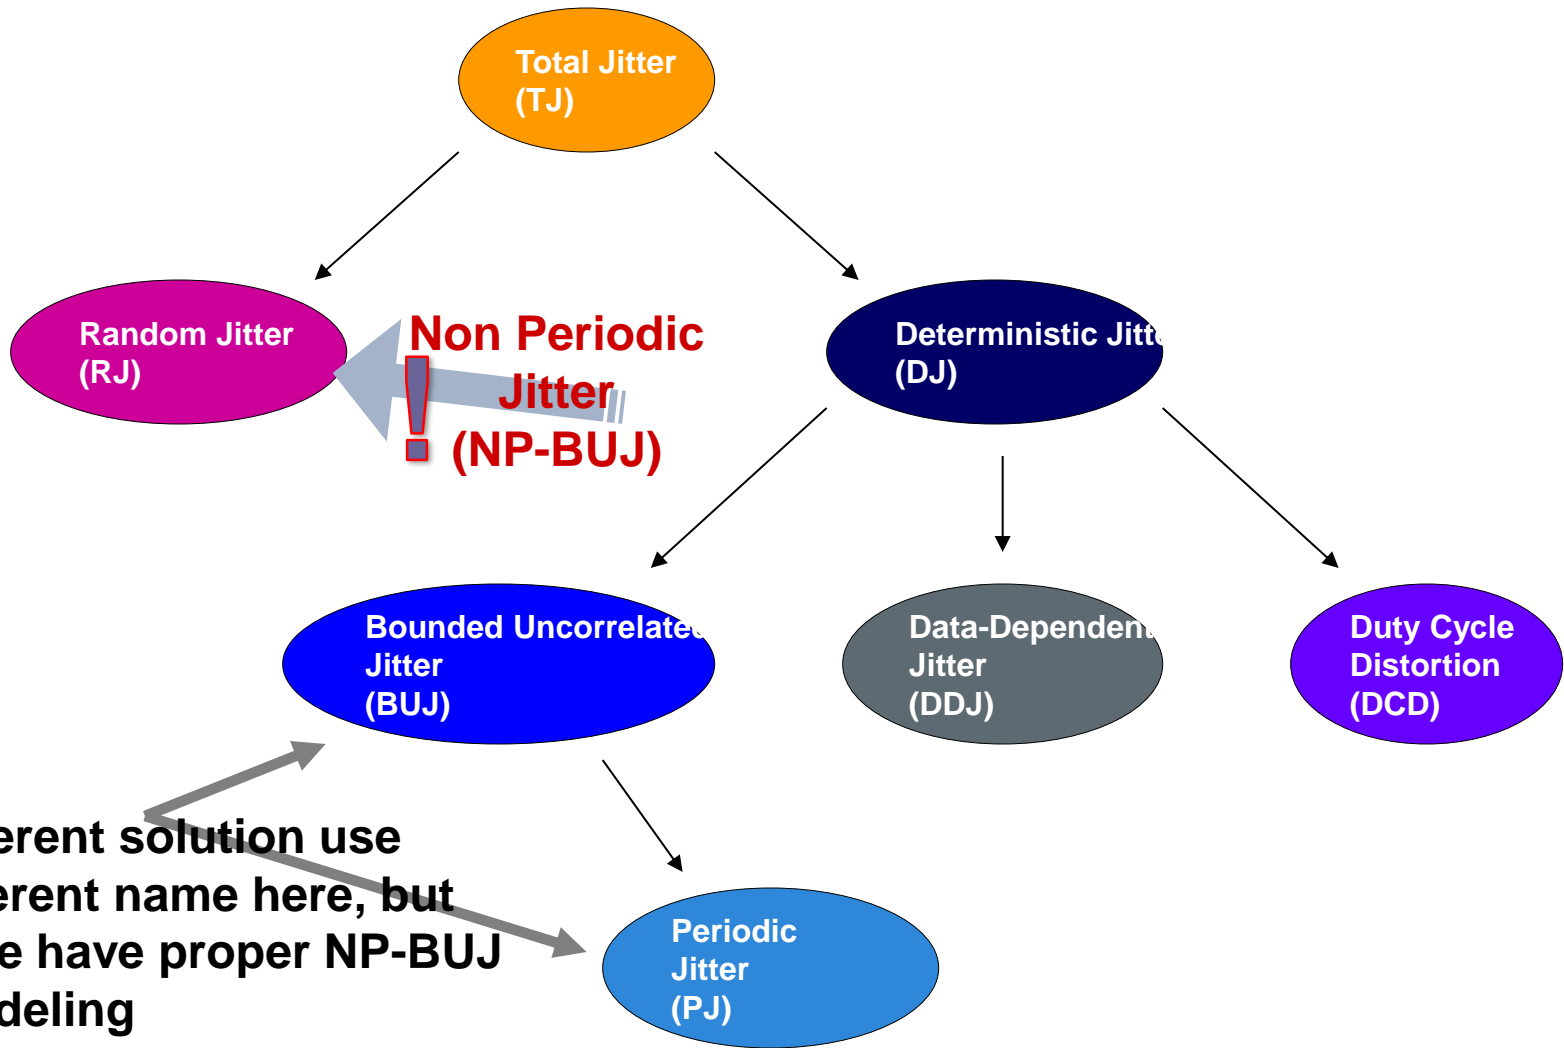 Total Jitter
(TJ)
Random Jitter
(RJ)
Non Periodic
Jitter
(NP-BUJ)
!
Deterministic Jitte
(DJ)
Bounded Uncorrelated
Jitter
(BUJ)
Data-Dependent
Jitter
(DDJ)
Duty Cycle
Distortion
(DCD)
erent solution use
erent name here, but
e have proper NP-BUJ
deling
Periodic
Jitter
(PJ)